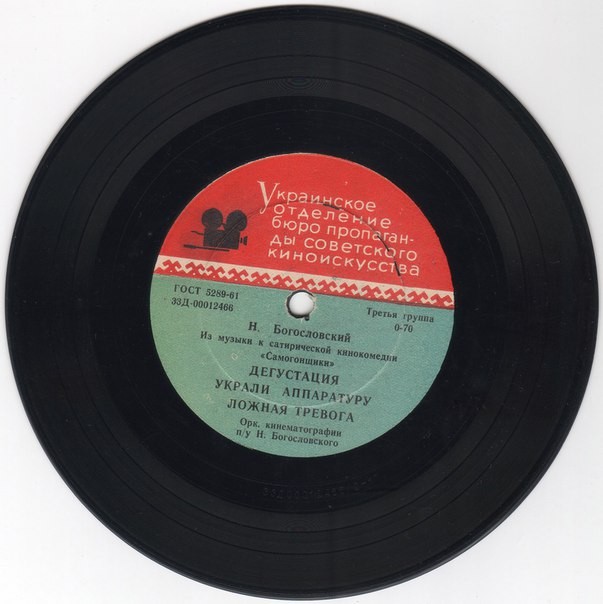 Украинское
отделение
бюро пропаган-
ды советского
киноискусства
ГОСТ 5289-61
33Д-00012466
Третья группа
0-70
Н. Богословский
Из музыки к сатирической кинокомедии
«Самогонщики»
ДЕГУСТАЦИЯ
УКРАЛИ АППАРАТУРУ
ЛОЖНАЯ ТРЕВОГА
Орк. кинематографии
п/у Н. Богословского